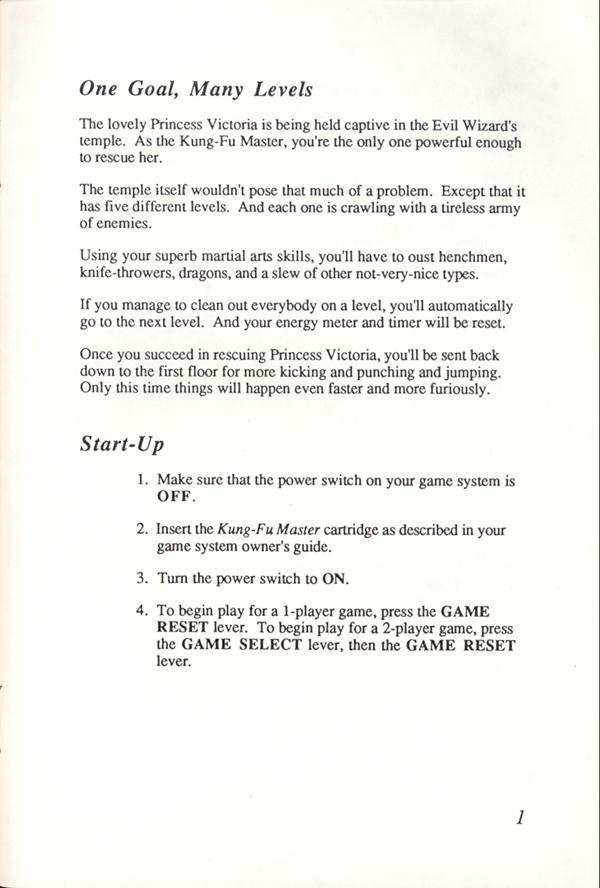 One Goal, Many Levels
The lovely Princess Victoria is being held captive in the Evil Wizard's
temple. As the Kung-Fu Master, you're the only one powerful enough
to rescue her.
The temple itself wouldn't pose that much of a problem. Except that it
has five different levels. And each one is crawling with a tireless army
of enemies.
Using your superb martial arts skills, you'll have to oust henchmen,
knife-throwers, dragons, and a slew of other not-very-nice types.
If you manage to clean out everybody on a level, you'll automatically
go to the next level. And your energy meter and timer will be reset.
Once you succeed in rescuing Princess Victoria, you'll be sent back
down to the first floor for more kicking and punching and jumping.
Only this time things will happen even faster and more furiously.
Start-Up
1. Make sure that the power switch on your game system is
OFF.
2. Insert the Kung-Fu Master cartridge as described in your
game system owner's guide.
3. Turn the power switch to ON.
4. To begin play for a 1-player game, press the GAME
RESET lever. To begin play for a 2-player game, press
the GAME SELECT lever, then the GAME RESET
lever.
1